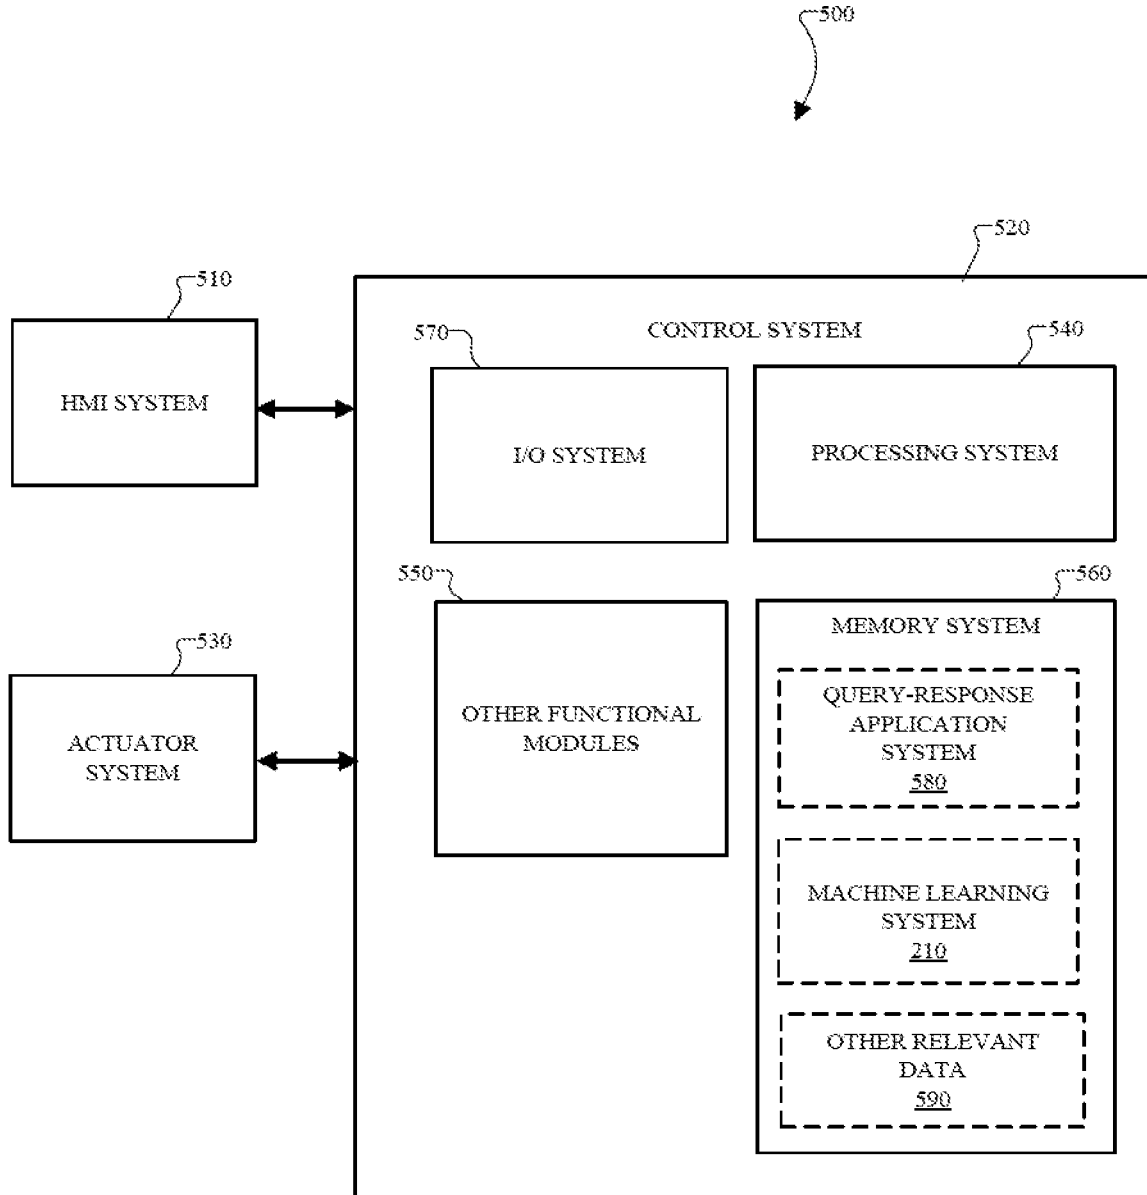 500
520
510
CONTROL SYSTEM
570
540
HMI SYSTEM
I/O SYSTEM
PROCESSING SYSTEM
550
560
MEMORY SYSTEM
530
QUERY-RESPONSE
APPLICATION
SYSTEM
580
OTHER FUNCTIONAL
MODULES
ACTUATOR
SYSTEM
MACHINE LEARNING
SYSTEM
210
OTHER RELEVANT
DATA
590